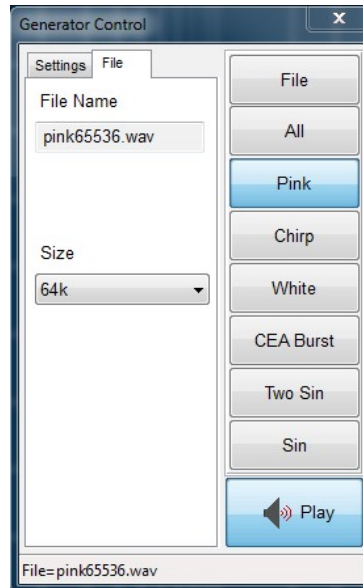 Generator Control
x
Settings
File
File Name
pink65536.wav
Size
64k
File
All
Pink
Chirp
White
CEA Burst
Two Sin
Sin
Play
File=pink65536.wav